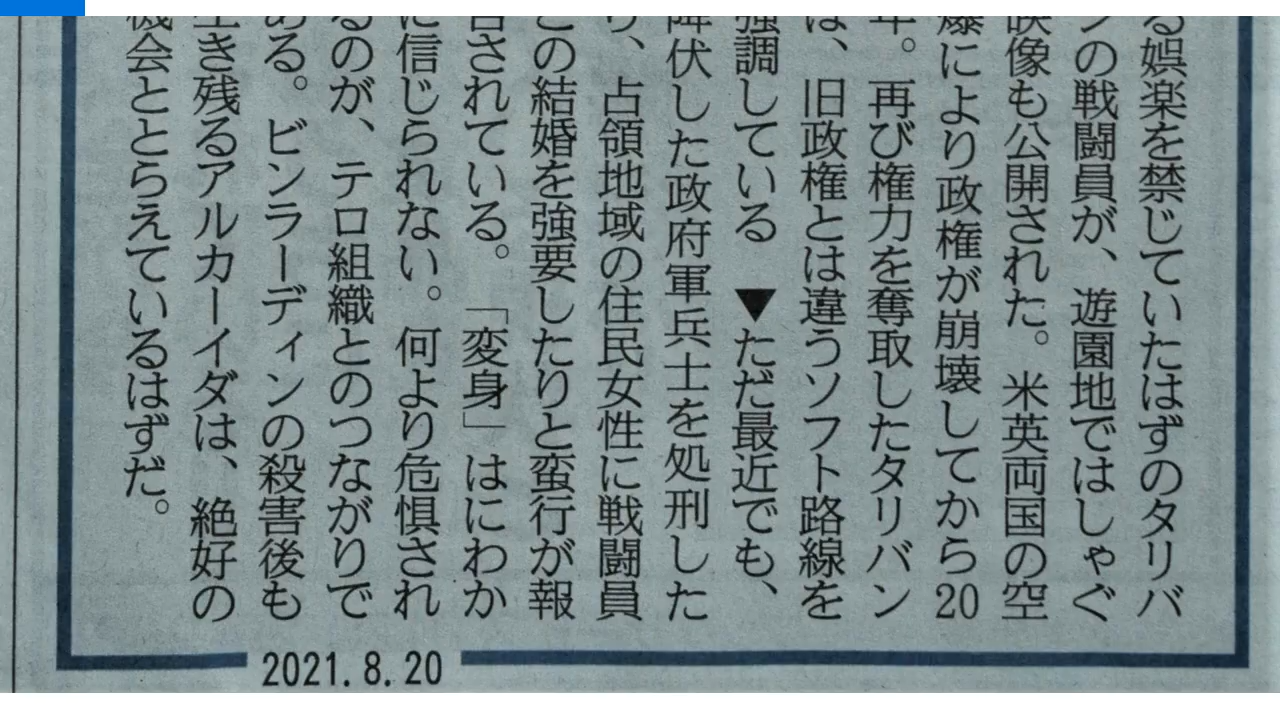 る娯楽を禁じていたはずのタリバ
ンの戦闘員が、遊園地ではしゃぐ
映像も公開された。米英両国の空
爆により政権が崩壊してから20
年。再び権力を奪取したタリバン
は、旧政権とは違うソフト路線を
強調している▼ただ最近でも、
降伏した政府軍兵士を処刑した
り、占領地域の住民女性に戦闘員
との結婚を強要したりと蛮行が報
告されている。「変身」はにわか
に信じられない。何より危惧され
るのが、テロ組織とのつながりで
ある。ビンラーディンの殺害後も
生き残るアルカーイダは、絶好の
機会ととらえているはずだ。
2021.8.20